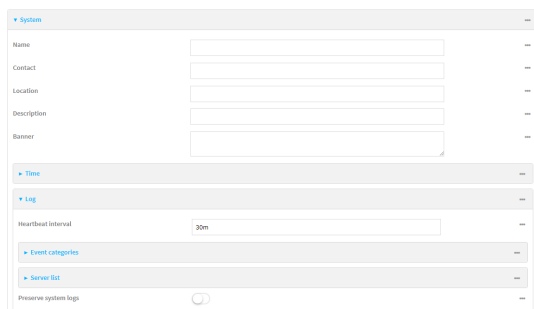 System
Name
Contact
Location
Description
Banner
Time
Log
Heartbeat interval
30m
Event categories
Server list
Preserve system logs